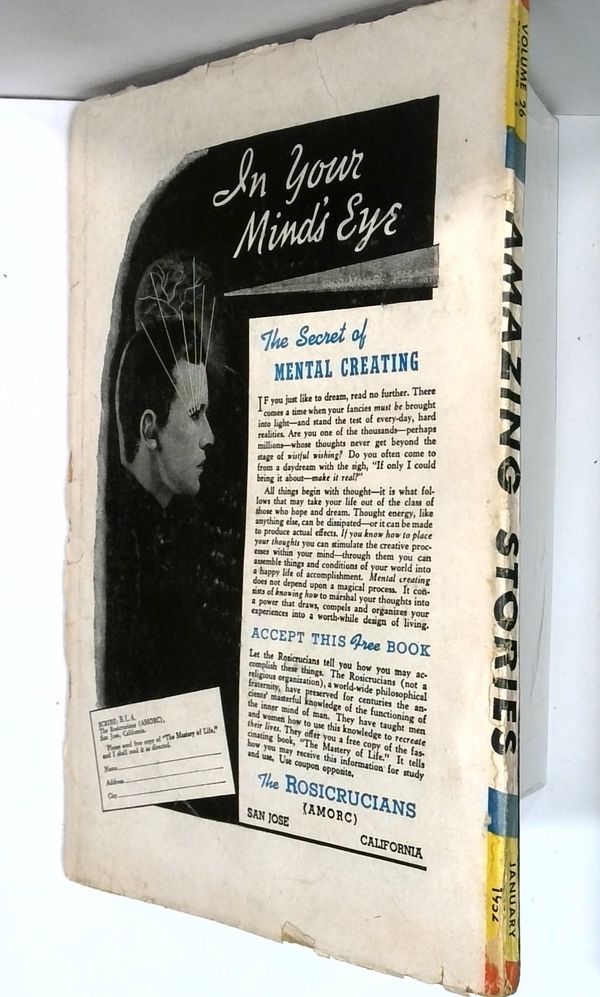 In Your
Mind's Eye
The Secret of
MENTAL CREATING
IF you just like to dream, read no further. There
comes a time when your fancies must be brought
into light—and stand the test of every-day, hard
realities. Are you one of the thousands—perhaps
millions—whose thoughts never get beyond the
stage of wistful wishing? Do you often come to
from a daydream with the sigh, "If only I could
bring it about—make it real?"
All things begin with thought—it is what fol-
lows that may take your life out of the class of
those who hope and dream. Thought energy, like
anything else, can be dissipated—or it can be made
to produce actual effects. If you know how to place
your thoughts you can stimulate the creative proc-
esses within your mind—through them you can
assemble things and conditions of your world into
a happy life of accomplishment. Mental creating
does not depend upon a magical process. It con-
sists of knowing how to marshal your thoughts into
a power that draws, compels and organizes your
experiences into a worth-while design of living.
ACCEPT THIS Free BOOK
Let the Rosicrucians tell you how you may ac-
complish these things. The Rosicrucians (not a
religious organization), a world-wide philosophical
fraternity, have preserved for centuries the an-
cients' masterful knowledge of the functioning of
the inner mind of man. They have taught men
and women how to use this knowledge to recreate
their lives. They offer you a free copy of the fas-
cinating book, "The Mastery of Life." It tells
how you may receive this information for study
and use. Use coupon opposite.
The ROSICRUCIANS
(AMORC)
SAN JOSE
CALIFORNIA
SCRIBE: B.L.A.
The Rosicrucians (AMORC),
San Jose, California.
Please send free copy of "The Mastery of Life,"
and I shall read it as directed.
Name
Address
City
VOLUME 26
AMAZING STORIES
JANUARY
1952